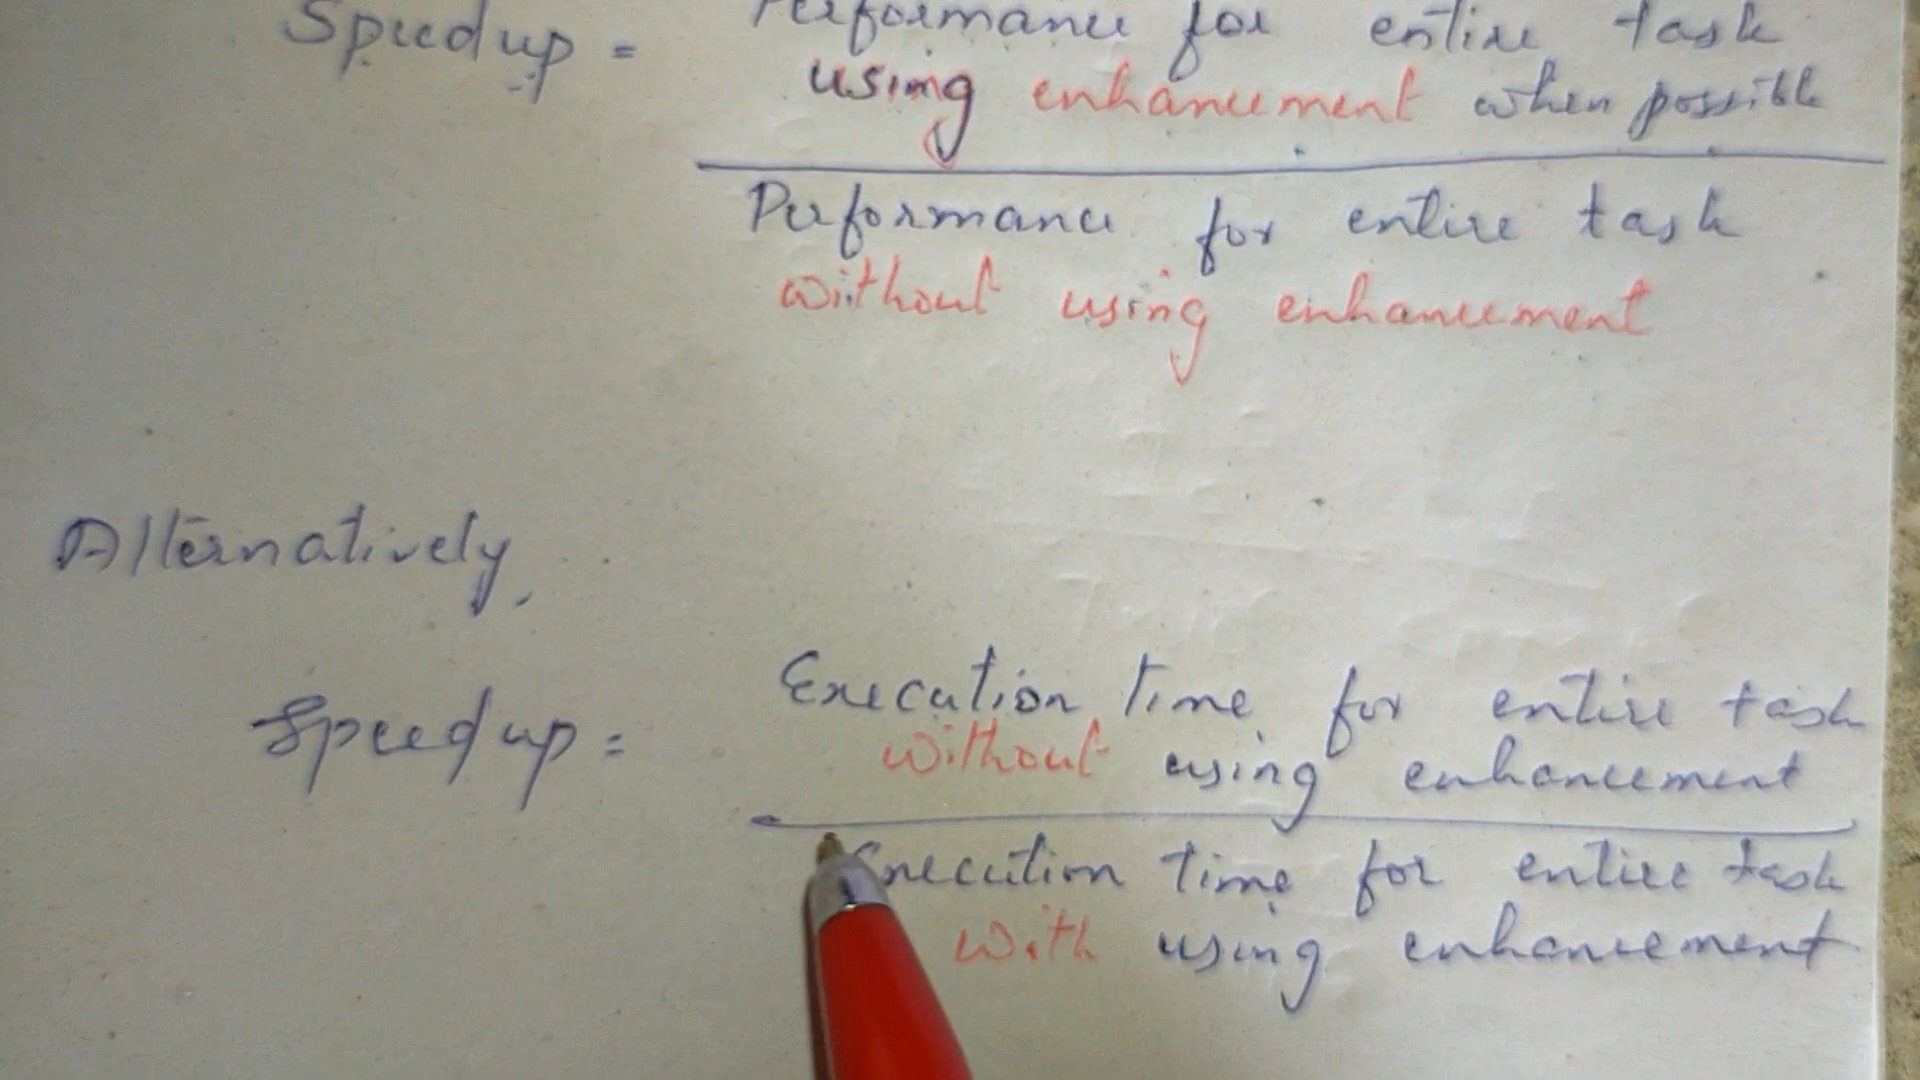 Speedup = Performance for entire task
using enhancement when possible
Performance for entire task
without using enhancement
Alternatively,
Speedup = Execution time for entire task
without using enhancement
Execution time for entire task
with using enhancement